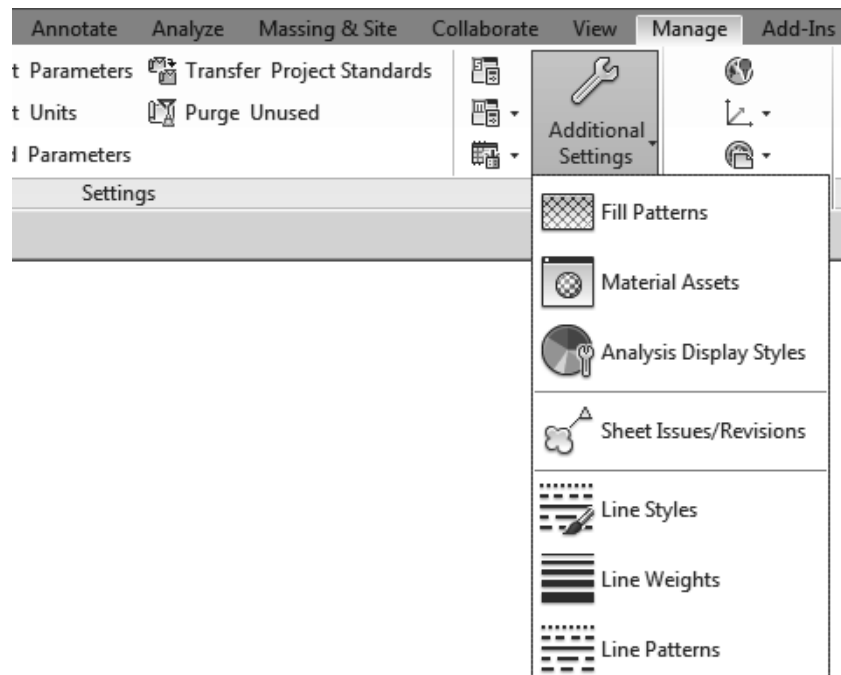 Annotate Analyze Massing & Site Collaborate View Manage Add-Ins
t Parameters Transfer Project Standards
t Units Purge Unused
l Parameters
Additional
Settings
Settings
Fill Patterns
Material Assets
Analysis Display Styles
Sheet Issues/Revisions
Line Styles
Line Weights
Line Patterns